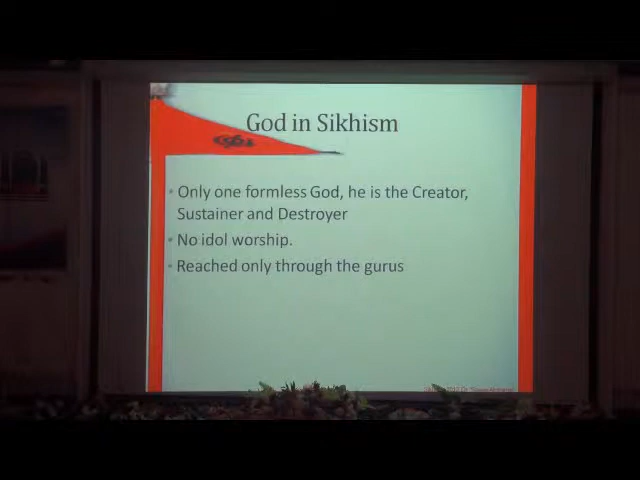 God in Sikhism
• Only one formless God, he is the Creator,
Sustainer and Destroyer
• No idol worship.
• Reached only through the gurus